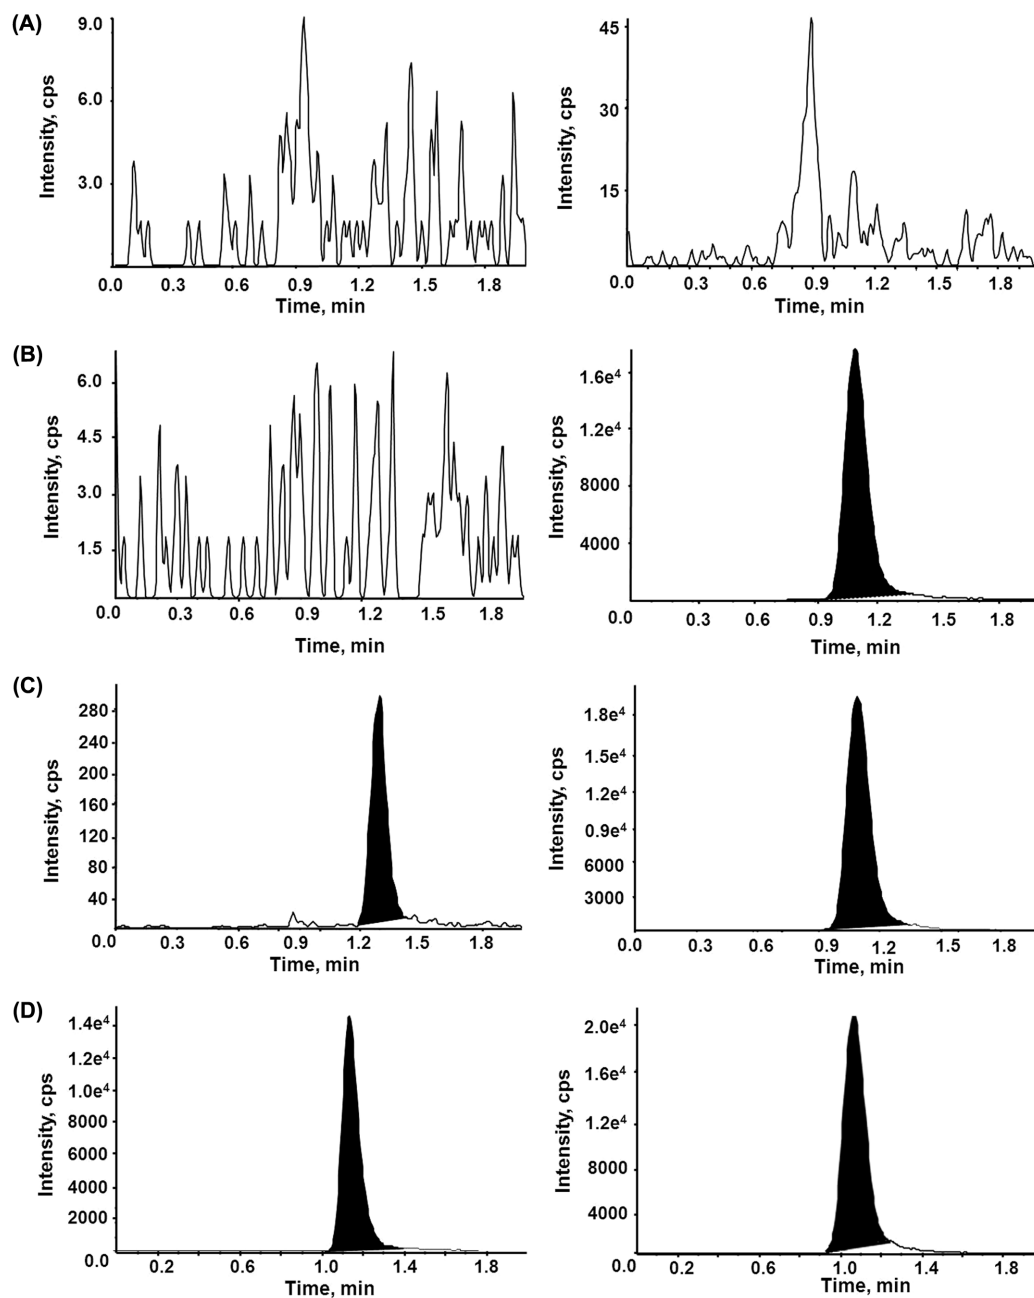 (A)
9.0
6.0
3.0
Intensity, cps
0.0 0.3 0.6 0.9 1.2 1.5 1.8
Time, min
45
30
15
Intensity, cps
0.0 0.3 0.6 0.9 1.2 1.5 1.8
Time, min
(B)
6.0
4.5
3.0
1.5
Intensity, cps
0.0 0.3 0.6 0.9 1.2 1.5 1.8
Time, min
1.6e4
1.2e4
8000
4000
Intensity, cps
0.0 0.3 0.6 0.9 1.2 1.5 1.8
Time, min
(C)
280
240
200
160
120
80
40
Intensity, cps
0.0 0.3 0.6 0.9 1.2 1.5 1.8
Time, min
1.8e4
1.5e4
1.2e4
0.9e4
6000
3000
Intensity, cps
0.0 0.3 0.6 0.9 1.2 1.5 1.8
Time, min
(D)
1.4e4
1.2e4
1.0e4
8000
6000
4000
2000
Intensity, cps
0.0 0.2 0.6 1.0 1.4 1.8
Time, min
2.0e4
1.6e4
1.2e4
8000
4000
Intensity, cps
0.0 0.2 0.6 1.0 1.4 1.8
Time, min